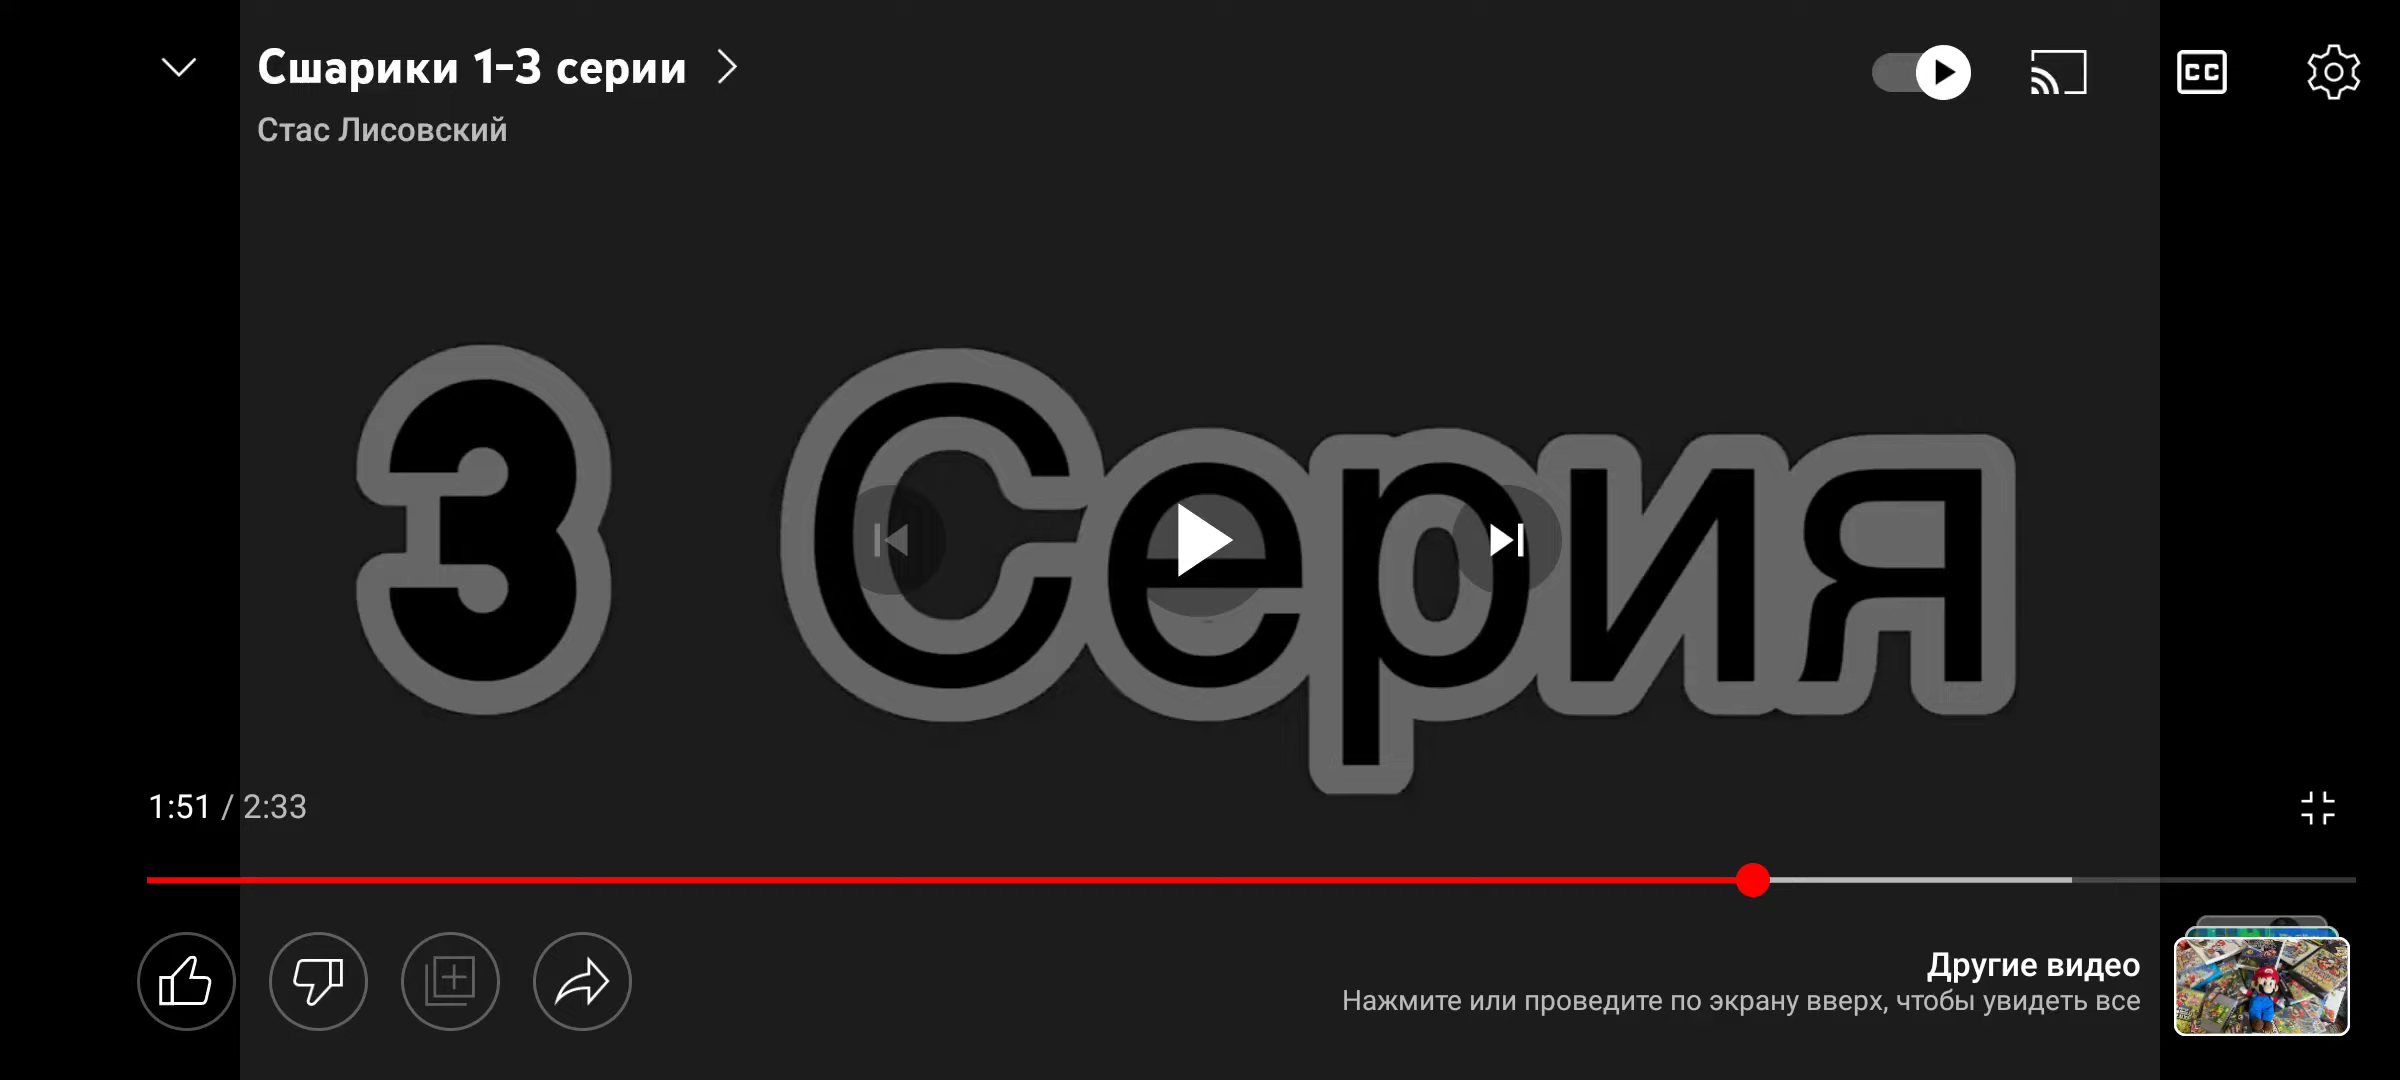 Сшарики 1-3 серии
Стас Лисовский
CC
3 Серия
1:51 / 2:33
Другие видео
Нажмите или проведите по экрану вверх, чтобы увидеть все